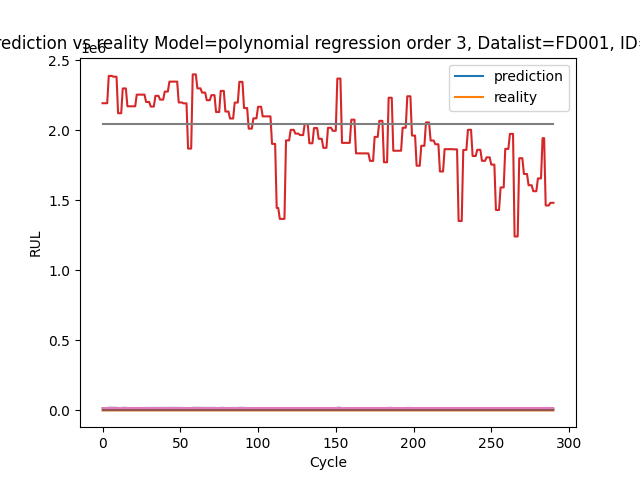 rediction vs reality Model=polynomial regression order 3, Datalist=FD001, ID=
1e6
2.5
2.0
1.5
1.0
0.5
0.0
RUL
0 50 100 150 200 250 300
Cycle
prediction
reality